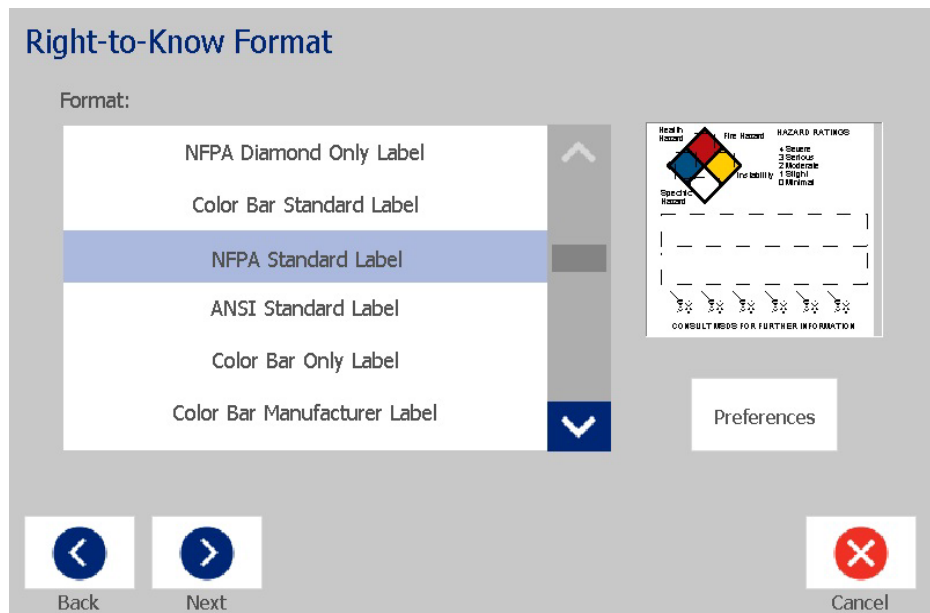 Right-to-Know Format
Format:
NFPA Diamond Only Label
Color Bar Standard Label
NFPA Standard Label
ANSI Standard Label
Color Bar Only Label
Color Bar Manufacturer Label
Health
Hazard
Fire Hazard
Instability
Specific
Hazard
HAZARD RATINGS
4 Severe
3 Serious
2 Moderate
1 Slight
0 Minimal
CONSULT MSDS FOR FURTHER INFORMATION
Preferences
Back
Next
Cancel